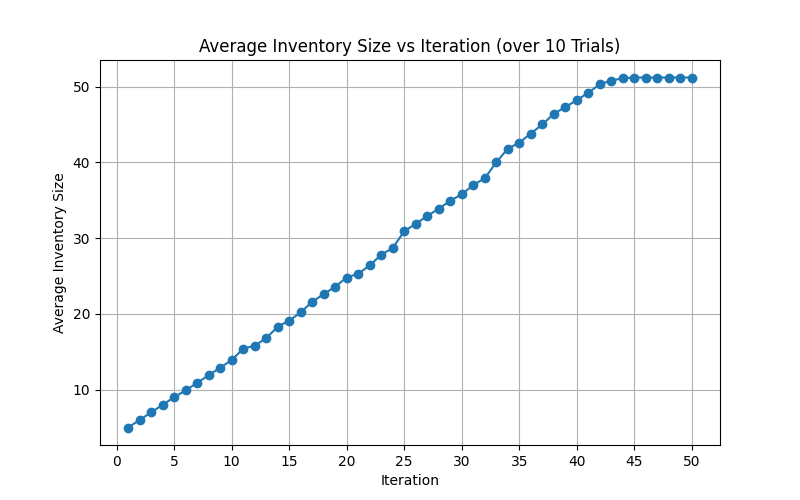 Average Inventory Size vs Iteration (over 10 Trials)
50
40
30
20
10
Average Inventory Size
0 5 10 15 20 25 30 35 40 45 50
Iteration